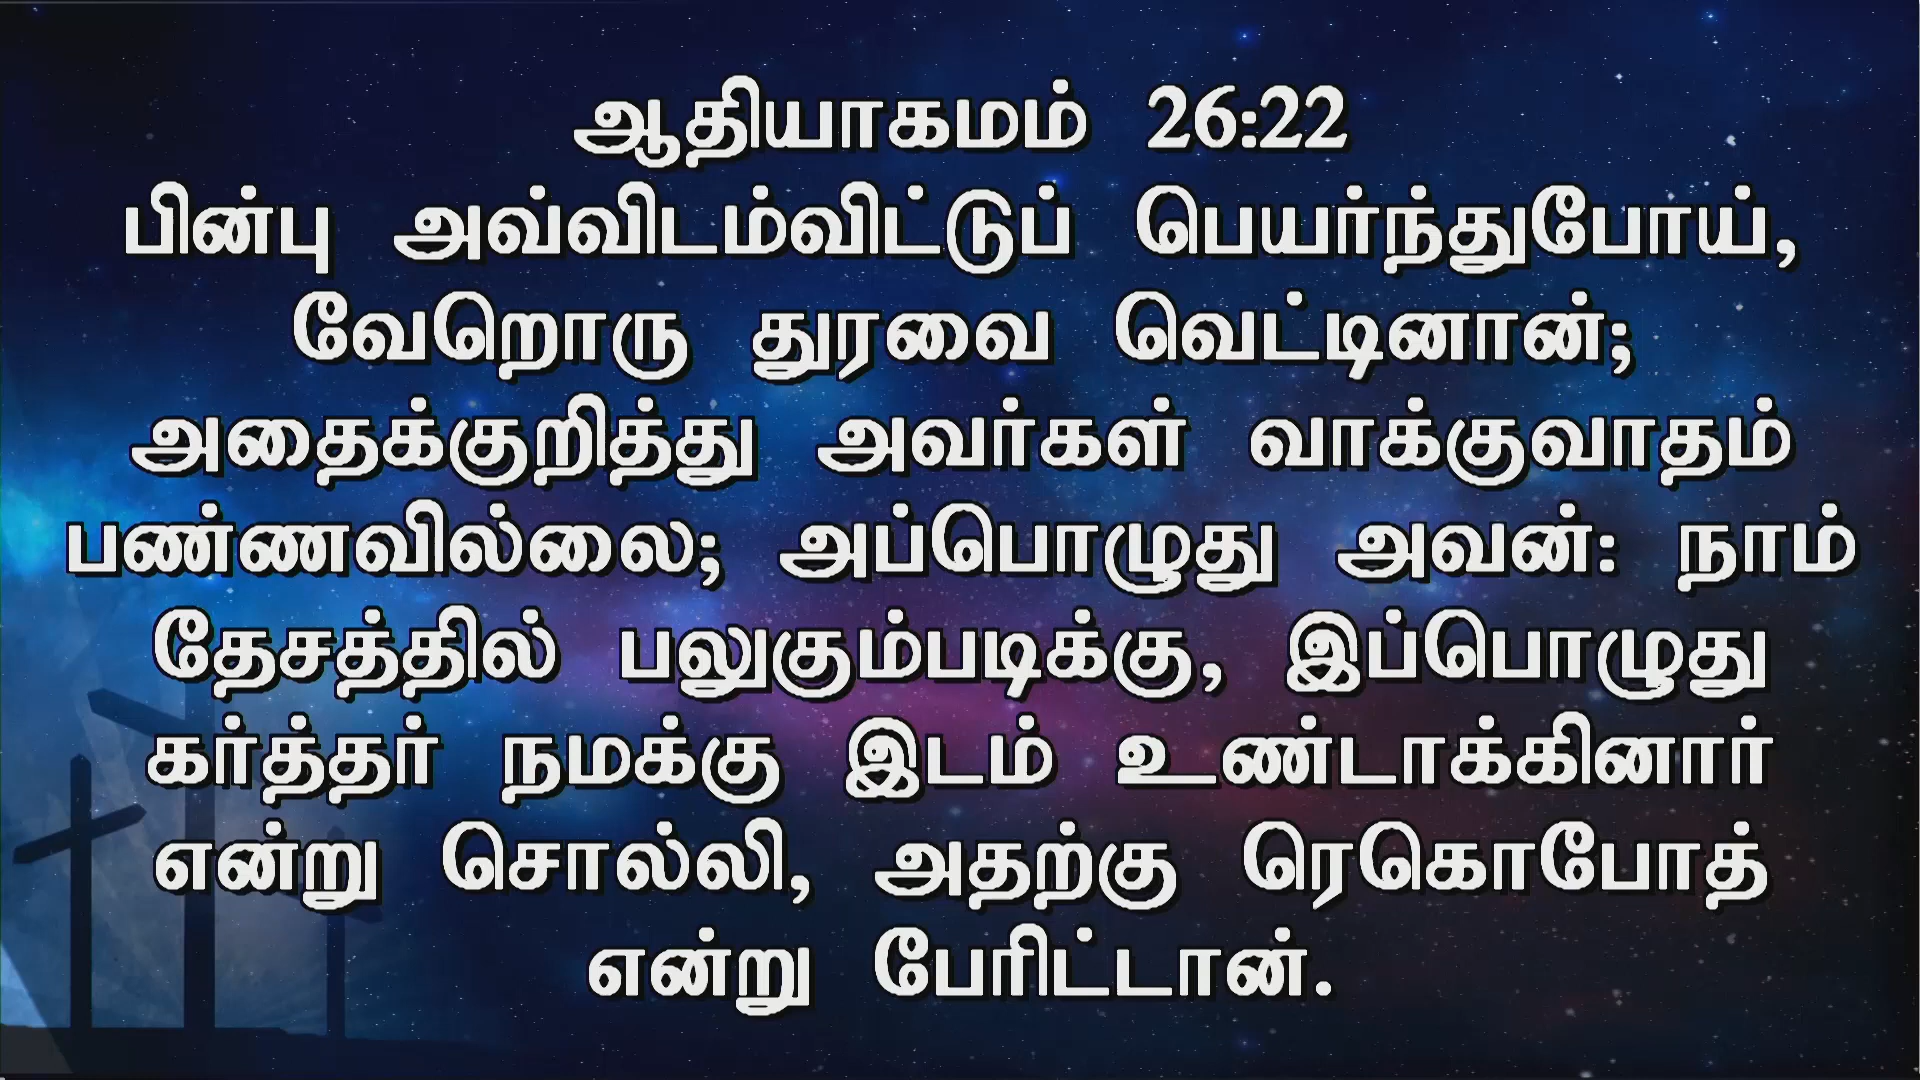 ஆதியாகமம் 26:22
பின்பு அவ்விடம்விட்டுப் பெயர்ந்துபோய்,
வேறொரு துரவை வெட்டினான்;
அதைக்குறித்து அவர்கள் வாக்குவாதம்
பண்ணவில்லை; அப்பொழுது அவன்: நாம்
தேசத்தில் பலுகும்படிக்கு, இப்பொழுது
கர்த்தர் நமக்கு இடம் உண்டாக்கினார்
என்று சொல்லி, அதற்கு ரெகொபோத்
என்று பேரிட்டான்.